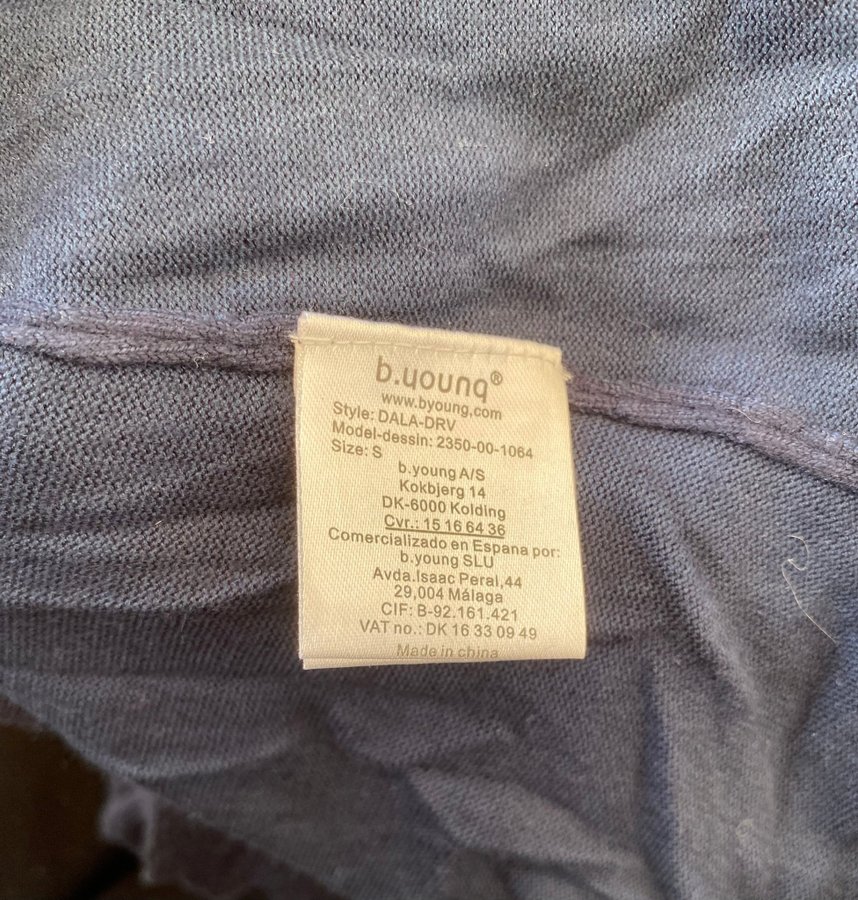 b.young®
www.byoung.com
Style: DALA-DRV
Model-dessin: 2350-00-1064
Size: S
b.young A/S
Kokbjerg 14
DK-6000 Kolding
Cvr.: 15 16 64 36
Comercializado en Espana por:
b.young SLU
Avda.Isaac Peral,44
29,004 Málaga
CIF: B-92.161.421
VAT no.: DK 16 33 09 49
Made in china